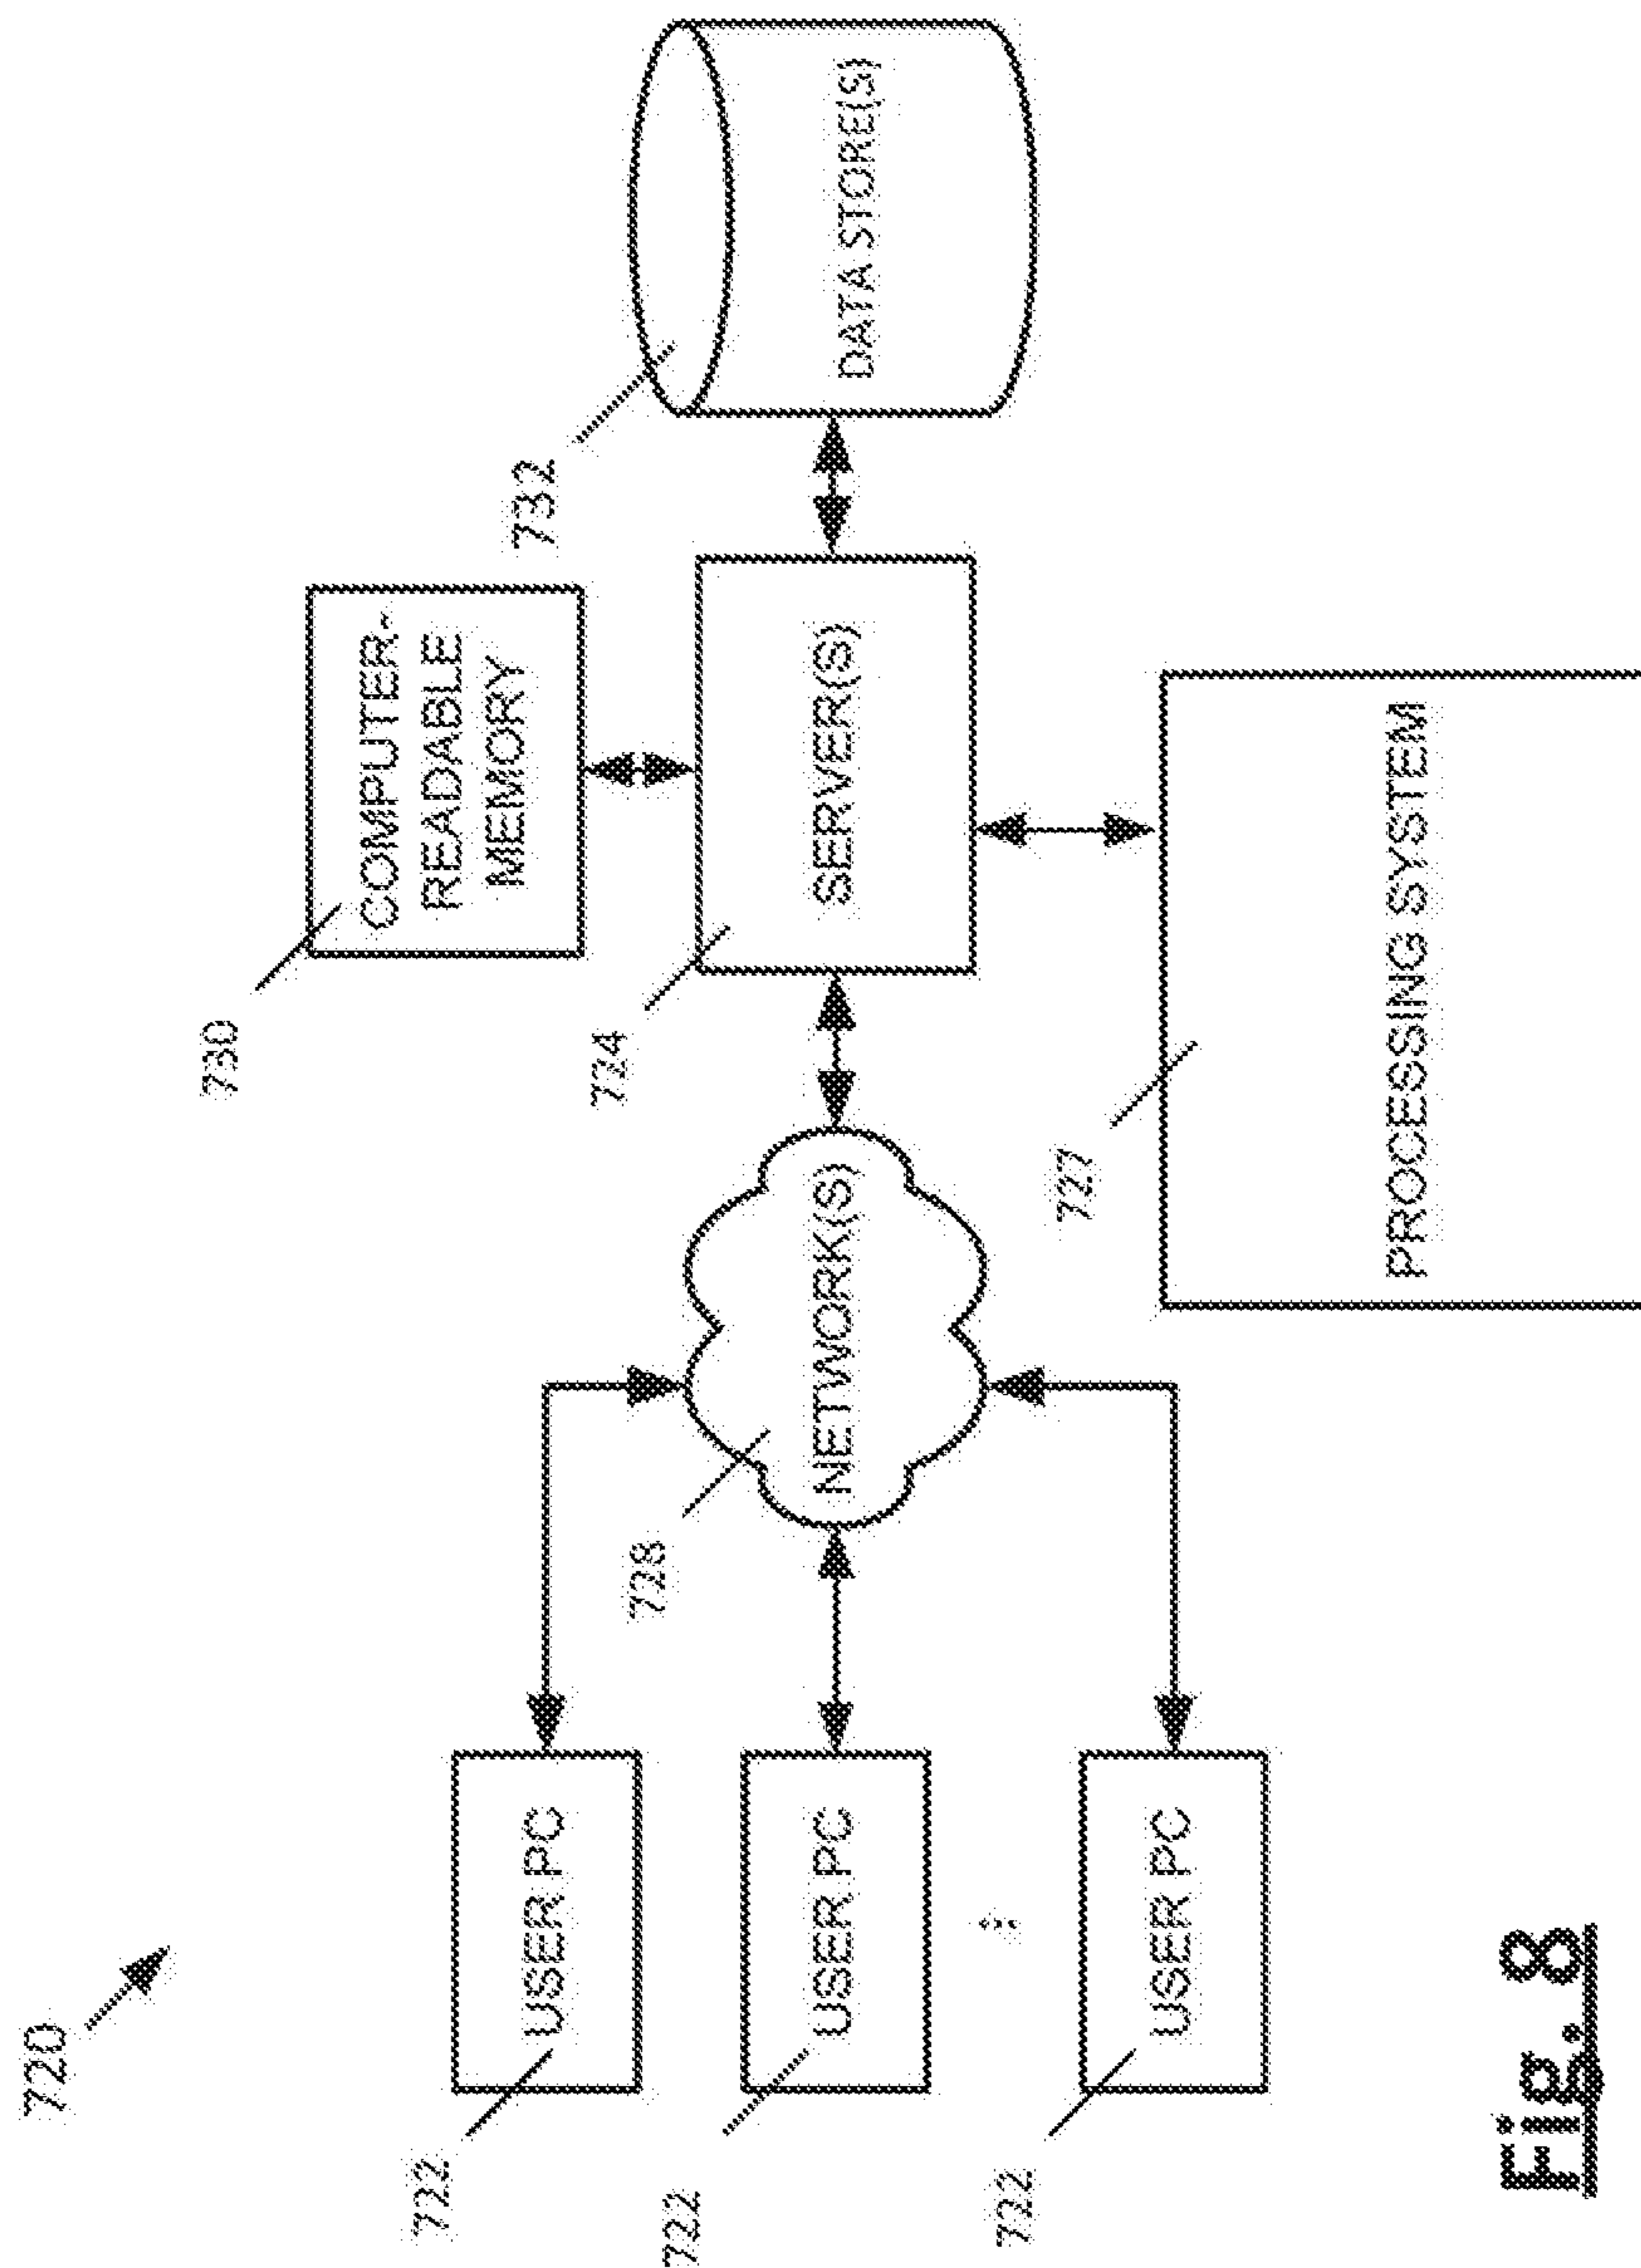 720
730
COMPUTER-
READABLE
MEMORY
732
722
USER PC
728
724
722
USER PC
NETWORK(S)
SERVER(S)
DATA STORE(S)
722
USER PC
727
PROCESSING SYSTEM
Fig. 8